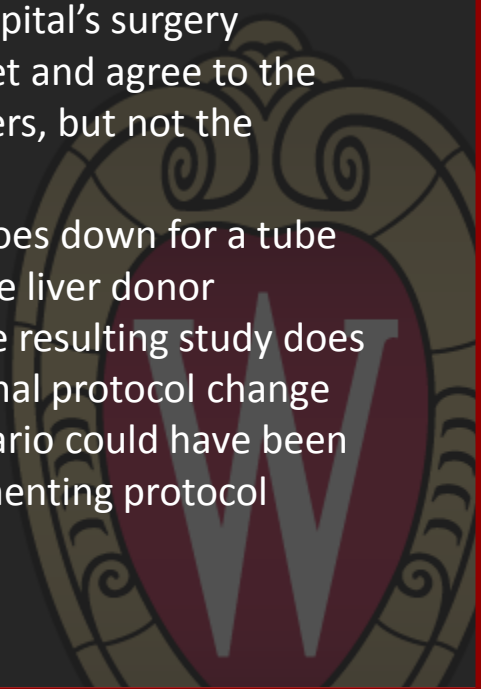 pital's surgery
et and agree to the
ers, but not the
oes down for a tube
e liver donor
e resulting study does
nal protocol change
ario could have been
nenting protocol
W